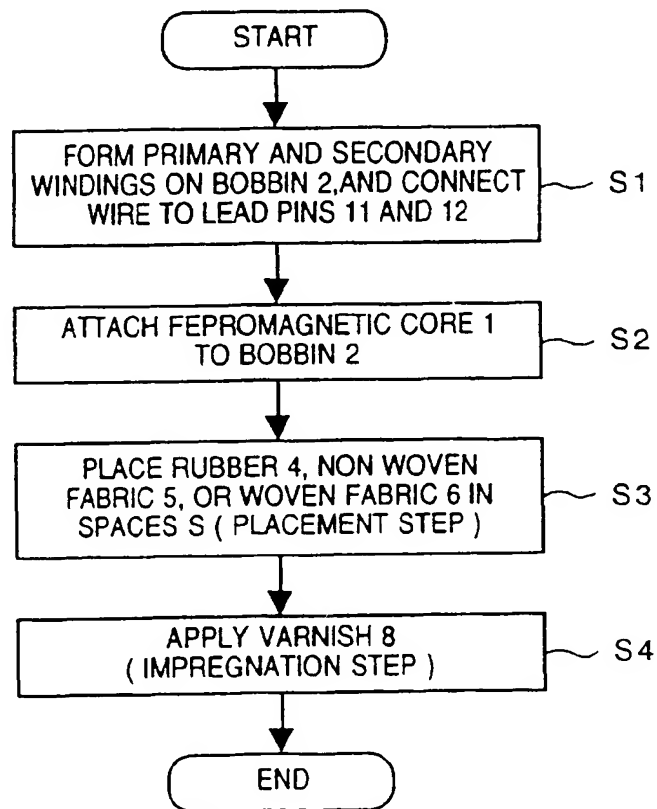 START
FORM PRIMARY AND SECONDARY
WINDINGS ON BOBBIN 2,AND CONNECT
WIRE TO LEAD PINS 11 AND 12
S1
ATTACH FEPROMAGNETIC CORE 1
TO BOBBIN 2
S2
PLACE RUBBER 4, NON WOVEN
FABRIC 5, OR WOVEN FABRIC 6 IN
SPACES S ( PLACEMENT STEP )
S3
APPLY VARNISH 8
( IMPREGNATION STEP )
S4
END